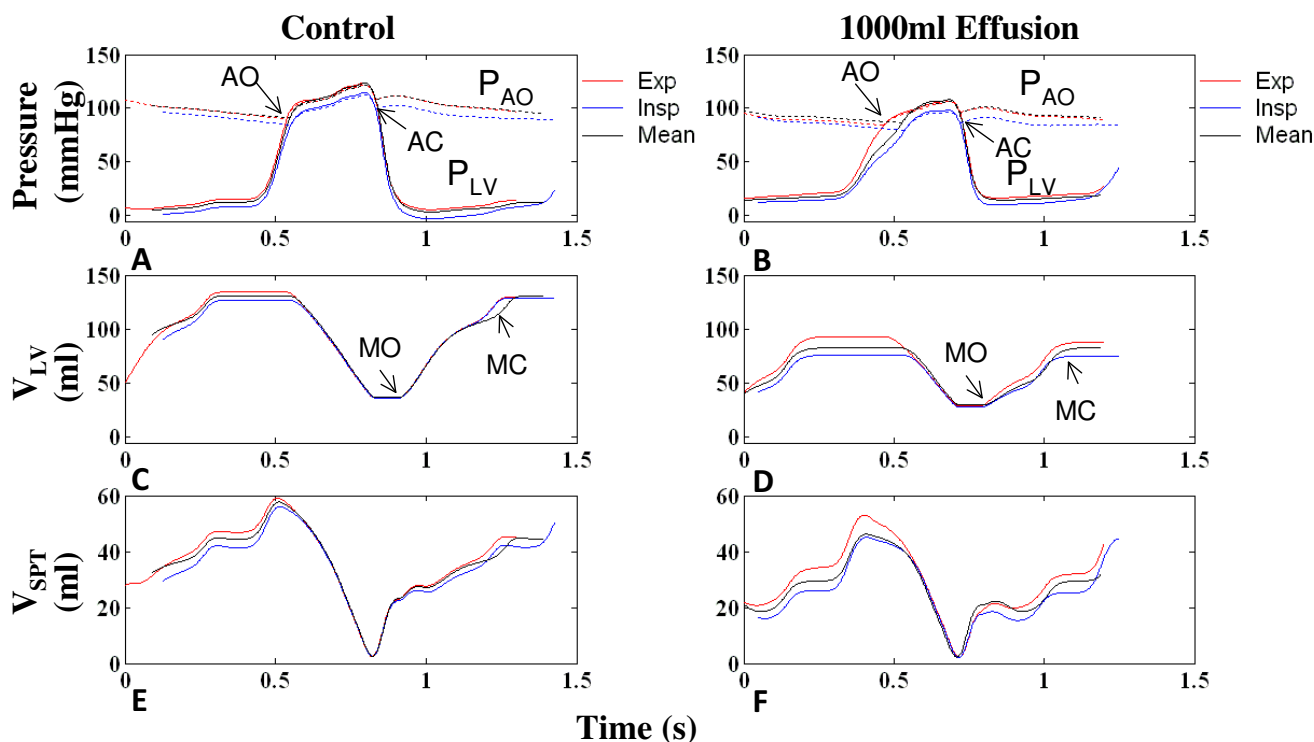 Control
1000ml Effusion
Pressure (mmHg)
150
100
50
0
AO
AC
P_LV
Exp
Insp
Mean
0
0.5
1
1.5
A
150
100
50
0
AO
P_AO
AC
P_LV
Exp
Insp
Mean
0
0.5
1
1.5
B
V_LV (ml)
150
100
50
0
MO
MC
0
0.5
1
1.5
C
150
100
50
0
MO
MC
0
0.5
1
1.5
D
V_SPT (ml)
60
40
20
0
0
0.5
1
1.5
E
60
40
20
0
0
0.5
1
1.5
F
Time (s)